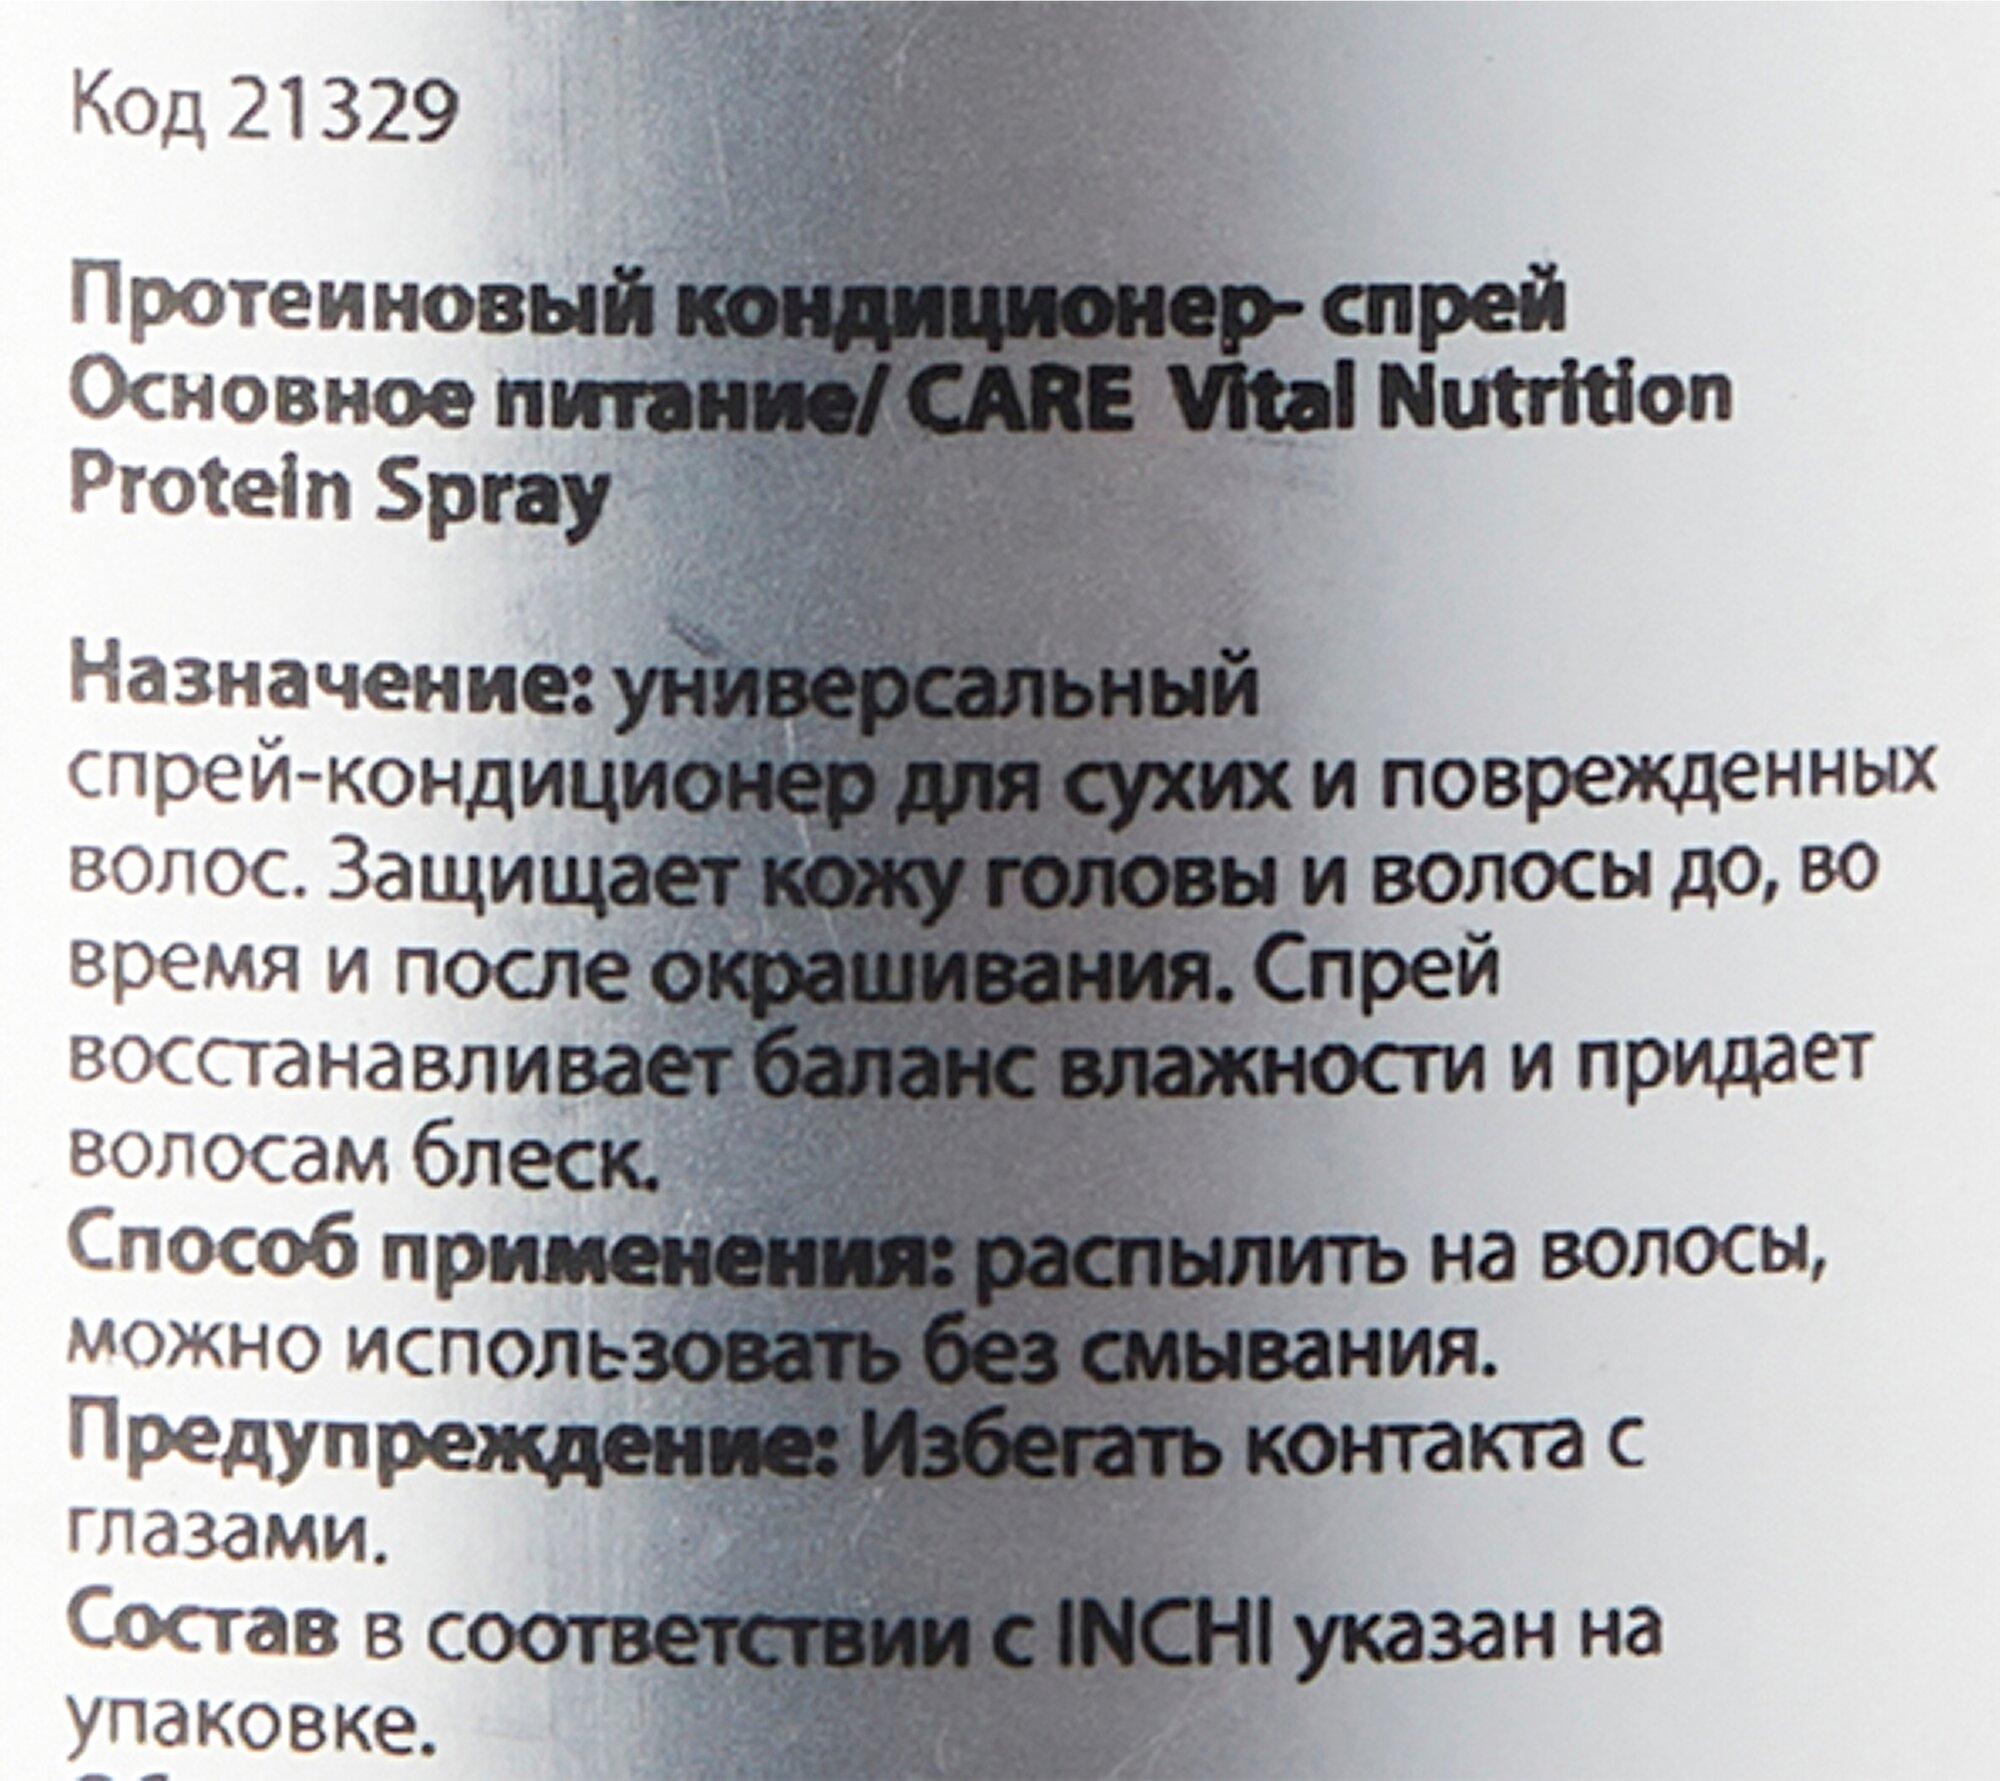 Код 21329
Протеиновый кондиционер- спрей
Основное питание/ CARE Vital Nutrition
Protein Spray
Назначение: универсальный
спрей-кондиционер для сухих и поврежденных
волос. Защищает кожу головы и волосы до, во
время и после окрашивания. Спрей
восстанавливает баланс влажности и придает
волосам блеск.
Способ применения: распылить на волосы,
можно использовать без смывания.
Предупреждение: Избегать контакта с
глазами.
Состав в соответствии с INCHI указан на
упаковке.